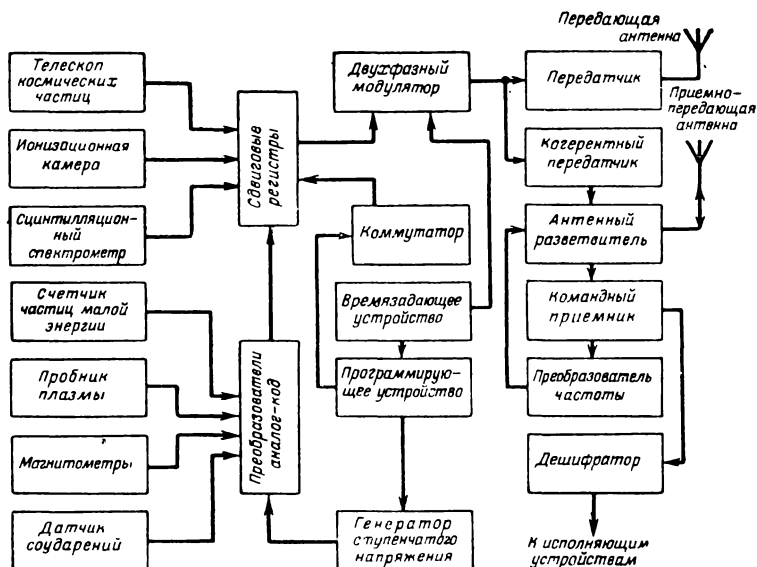 Телескоп
космических
частиц
Ионизационная
камера
Сцинтилляцион-
ный
спектрометр
Счетчик
частиц малой
энергии
Пробник
плазмы
Магнитометры
Датчик
соударений
Сдвиговые
регистры
Преобразователи
аналог-код
Двухфазный
модулятор
Коммутатор
Времязадающее
устройство
Программирую-
щее устройство
Генератор
ступенчатого
напряжения
Передающая
антенна
Передатчик
Приемно-
передающая
антенна
Когерентный
передатчик
Антенный
разветвитель
Командный
приемник
Преобразователь
частоты
Дешифратор
К исполняющим
устройствам